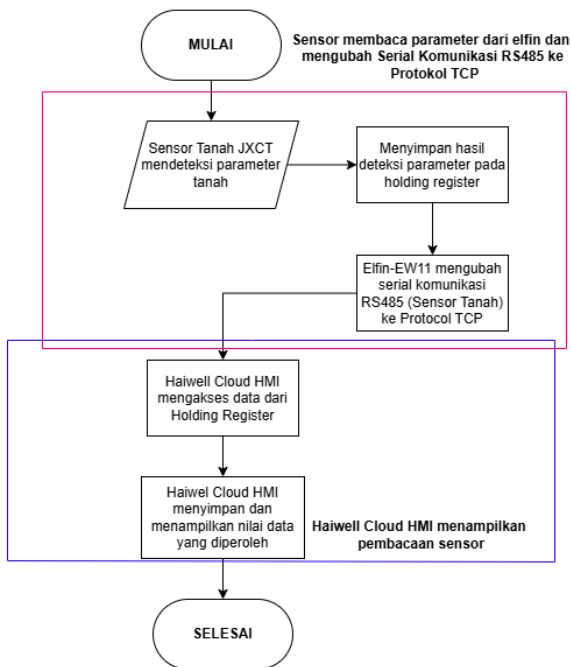 MULAI
Sensor membaca parameter dari elfin dan
mengubah Serial Komunikasi RS485 ke
Protokol TCP
Sensor Tanah JXCT
mendeteksi parameter
tanah
Menyimpan hasil
deteksi parameter pada
holding register
Elfin-EW11 mengubah
serial komunikasi
RS485 (Sensor Tanah)
ke Protocol TCP
Haiwell Cloud HMI
mengakses data dari
Holding Register
Haiwel Cloud HMI
menyimpan dan
menampilkan nilai data
yang diperoleh
Haiwell Cloud HMI menampilkan
pembacaan sensor
SELESAI